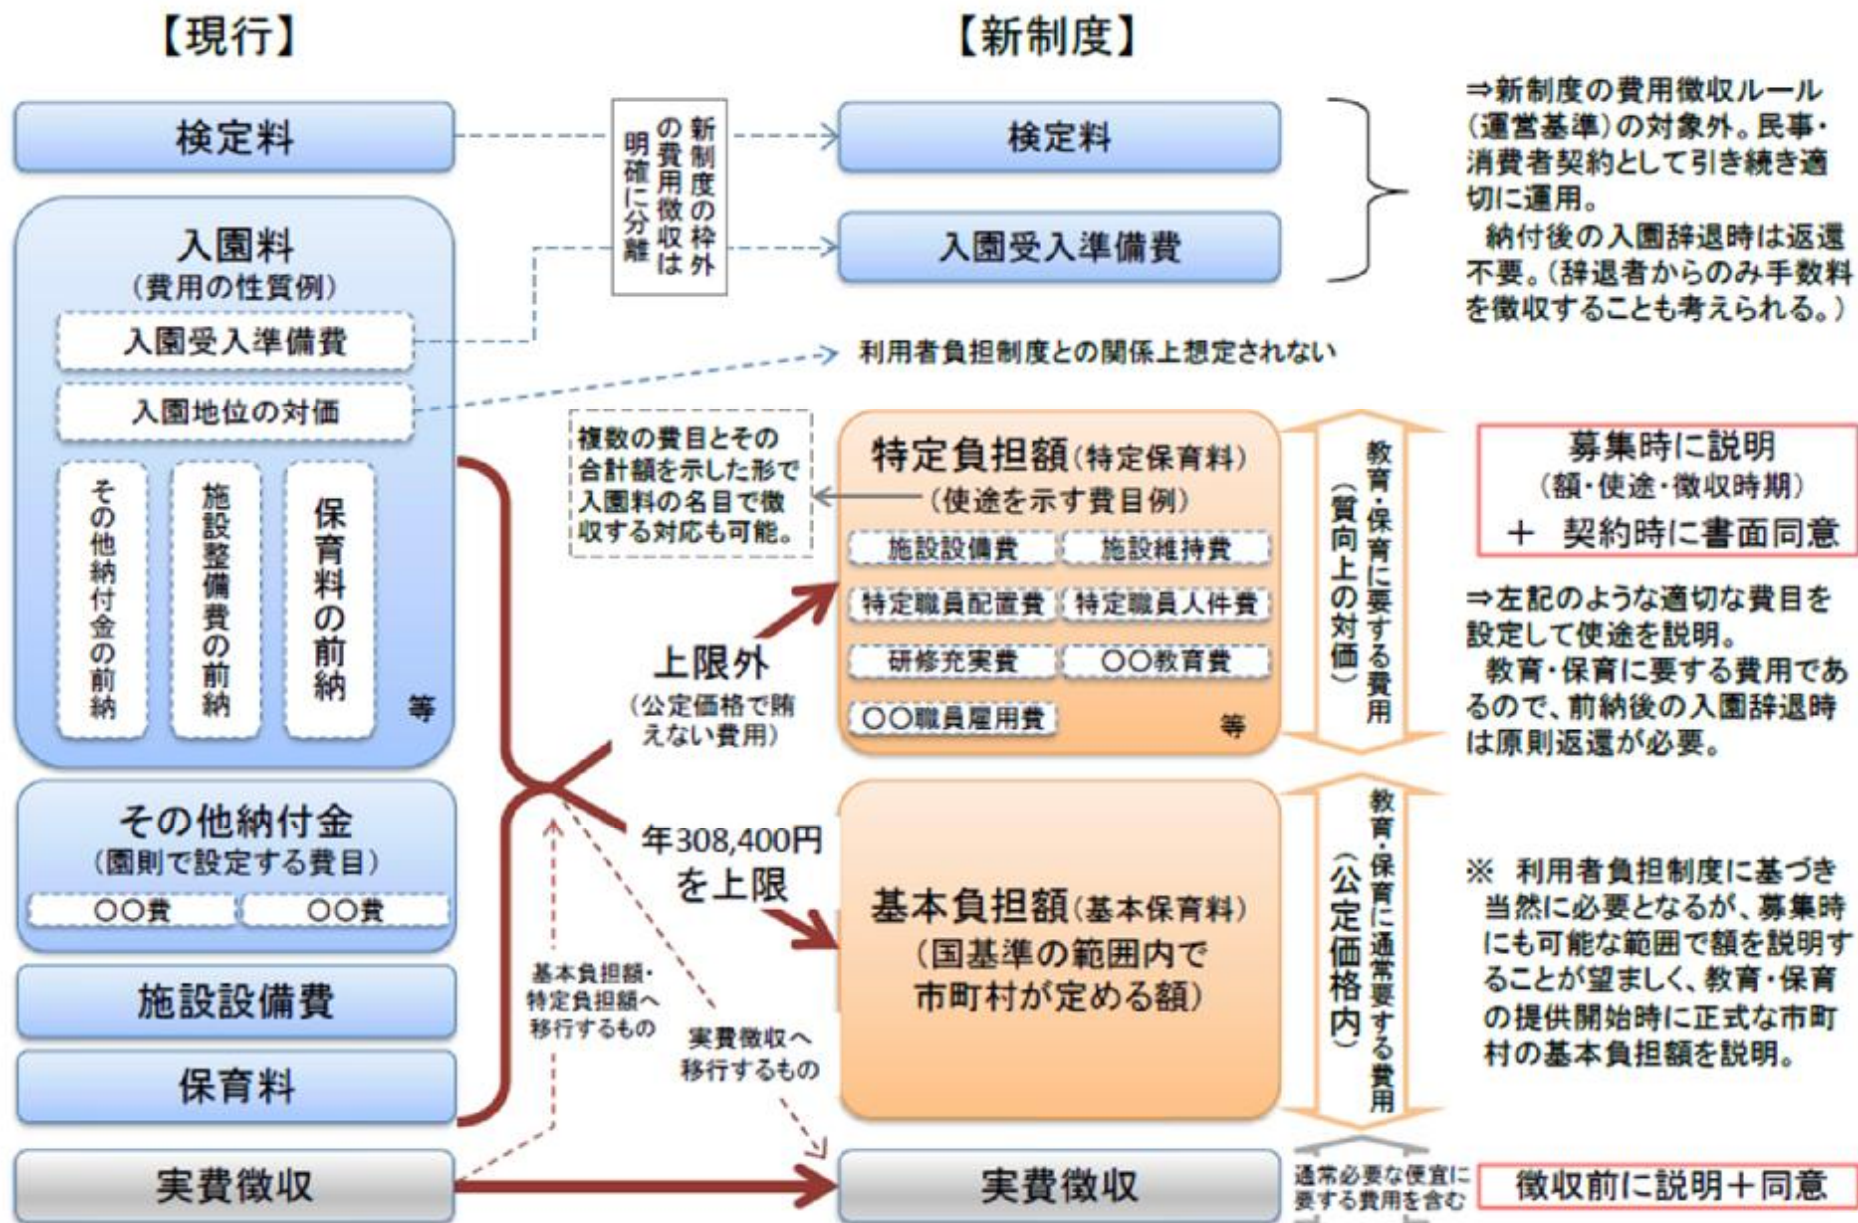 【現行】
【新制度】
検定料
新制度の枠外
の費用徴収は
明確に分離
検定料
⇒新制度の費用徴収ルール
(運営基準)の対象外。民事・
消費者契約として引き続き適
切に運用。
納付後の入園辞退時は返還
不要。(辞退者からのみ手数料
を徴収することも考えられる。)
入園料
(費用の性質例)
入園受入準備費
入園地位の対価
その他納付金の前納
施設整備費の前納
保育料の前納
等
入園受入準備費
利用者負担制度との関係上想定されない
複数の費目とその
合計額を示した形で
入園料の名目で徴
収する対応も可能。
特定負担額(特定保育料)
(使途を示す費目例)
施設設備費
施設維持費
特定職員配置費
特定職員人件費
研修充実費
〇〇教育費
〇〇職員雇用費
等
教育・保育に要する費用
(質向上の対価)
募集時に説明
(額・使途・徴収時期)
+ 契約時に書面同意
⇒左記のような適切な費目を
設定して使途を説明。
教育・保育に要する費用であ
るので、前納後の入園辞退時
は原則返還が必要。
上限外
(公定価格で賄
えない費用)
その他納付金
(園則で設定する費目)
〇〇費
〇〇費
施設設備費
保育料
年308,400円
を上限
基本負担額・
特定負担額へ
移行するもの
実費徴収へ
移行するもの
基本負担額(基本保育料)
(国基準の範囲内で
市町村が定める額)
教育・保育に通常要する費用
(公定価格内)
※ 利用者負担制度に基づき
当然に必要となるが、募集時
にも可能な範囲で額を説明す
ることが望ましく、教育・保育
の提供開始時に正式な市町
村の基本負担額を説明。
実費徴収
実費徴収
通常必要な便宜に
要する費用を含む
徴収前に説明+同意